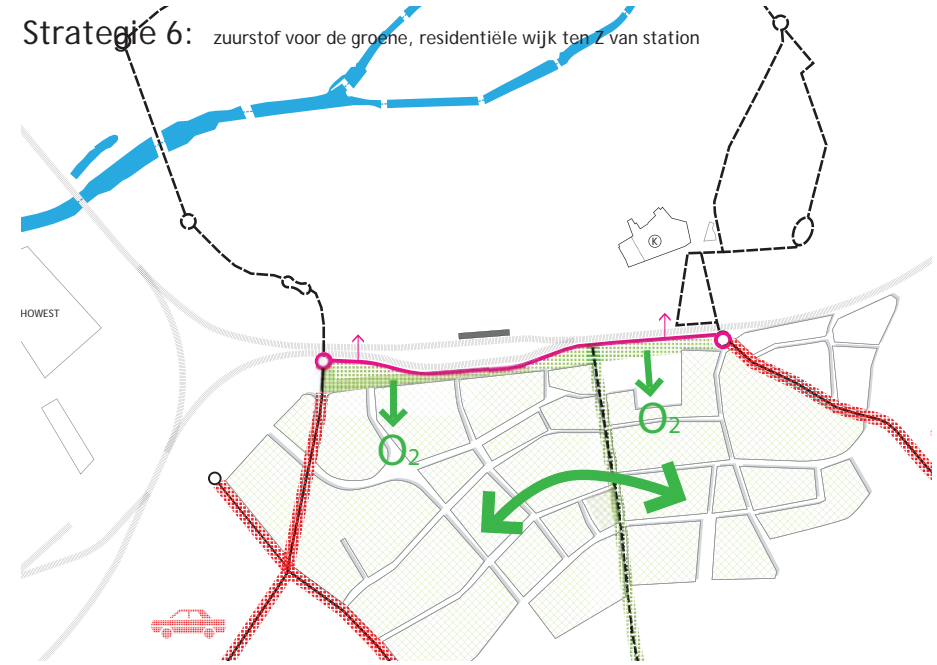 Strategie 6: zuurstof voor de groene, residentiële wijk ten Z van station
K
HOWEST
O₂
O₂